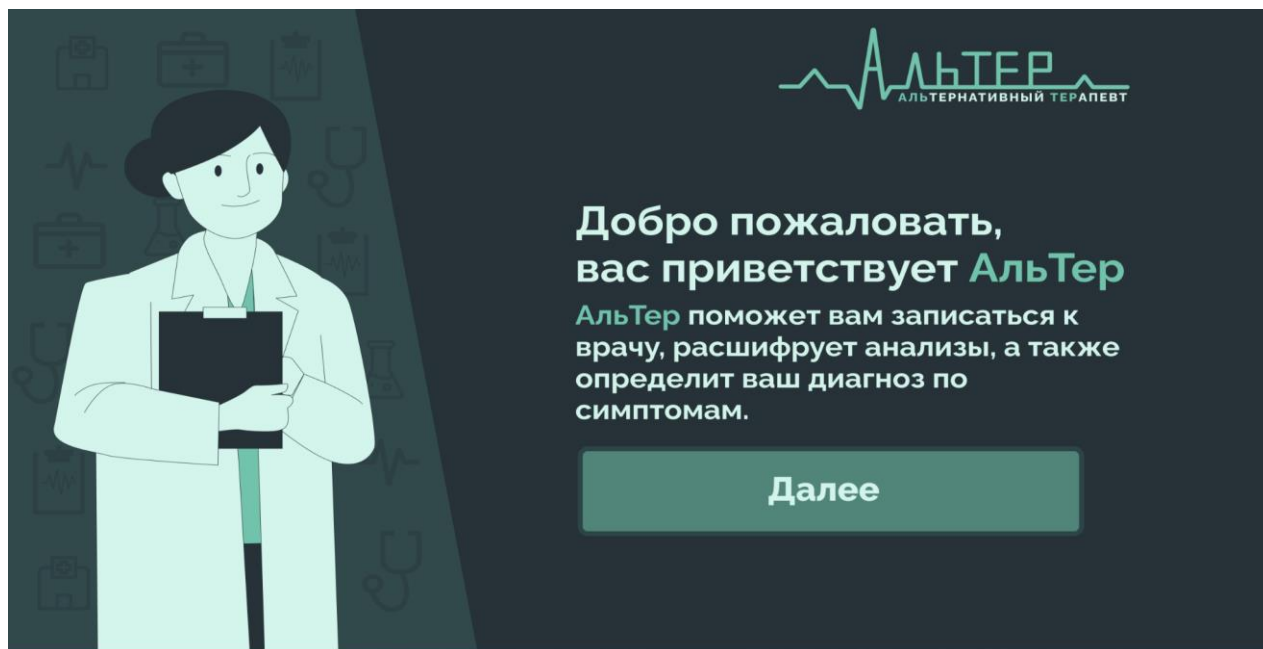 АльТЕР
АЛЬТЕРНАТИВНЫЙ ТЕРАПЕВТ
Добро пожаловать,
вас приветствует АльТер
АльТер поможет вам записаться к
врачу, расшифрует анализы, а также
определит ваш диагноз по
симптомам.
Далее